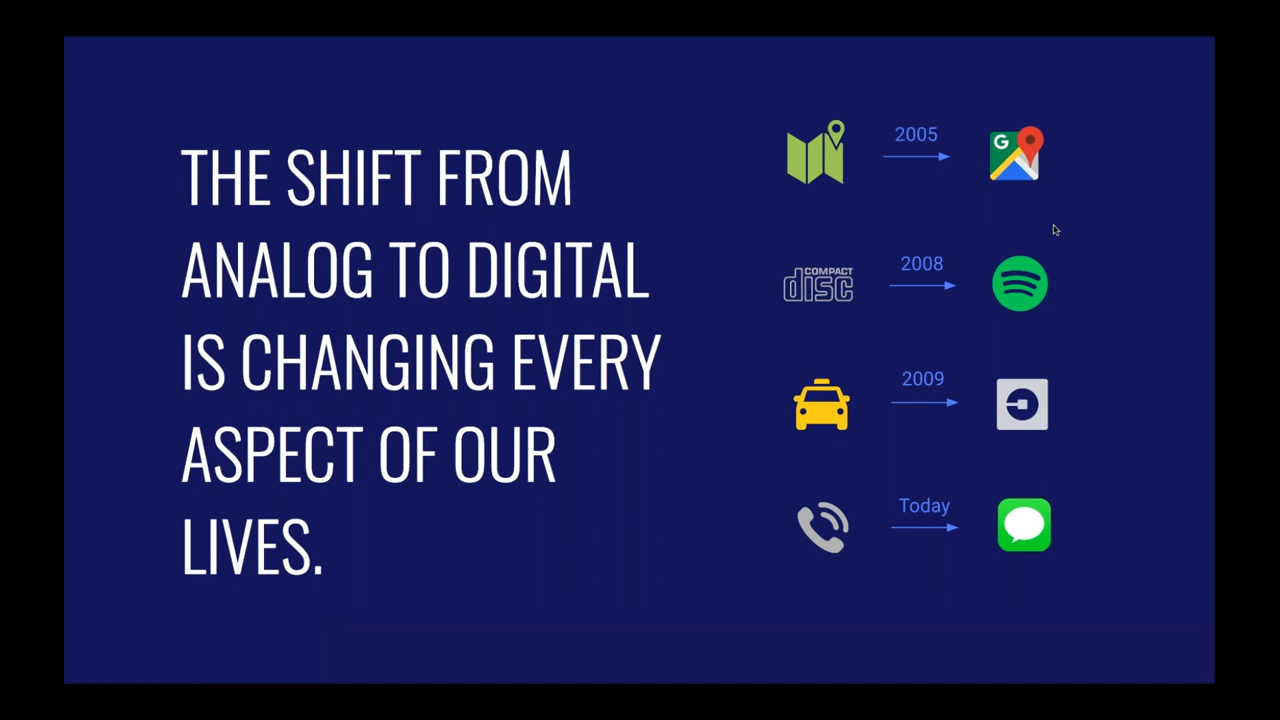 THE SHIFT FROM
ANALOG TO DIGITAL
IS CHANGING EVERY
ASPECT OF OUR
LIVES.
2005
G
COMPACT
disc
2008
2009
Today